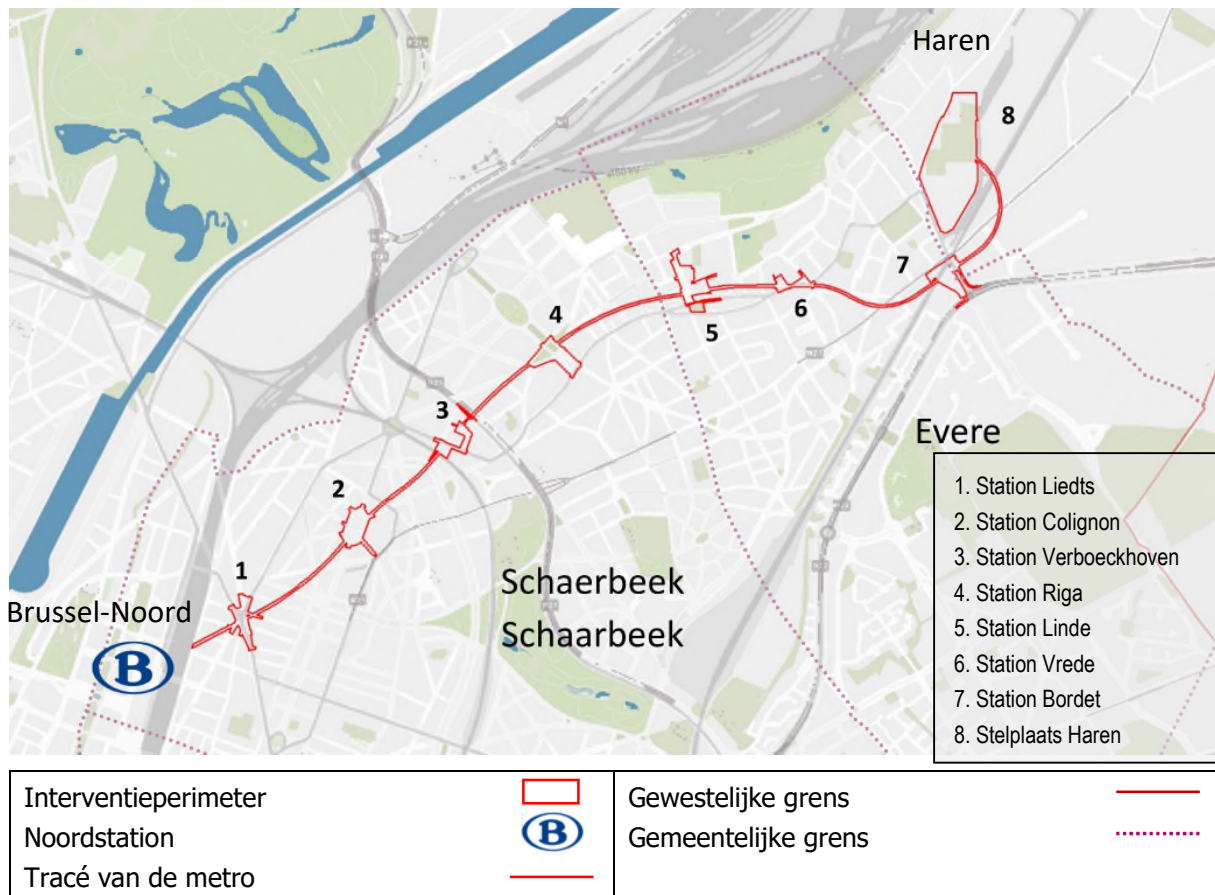 Haren
8
7
6
5
4
3
2
1
Evere
Schaerbeek
Schaarbeek
Brussel-Noord
B
1. Station Liedts
2. Station Colignon
3. Station Verboeckhoven
4. Station Riga
5. Station Linde
6. Station Vrede
7. Station Bordet
8. Stelplaats Haren
Interventieperimeter
Noordstation
B
Tracé van de metro
Gewestelijke grens
Gemeentelijke grens